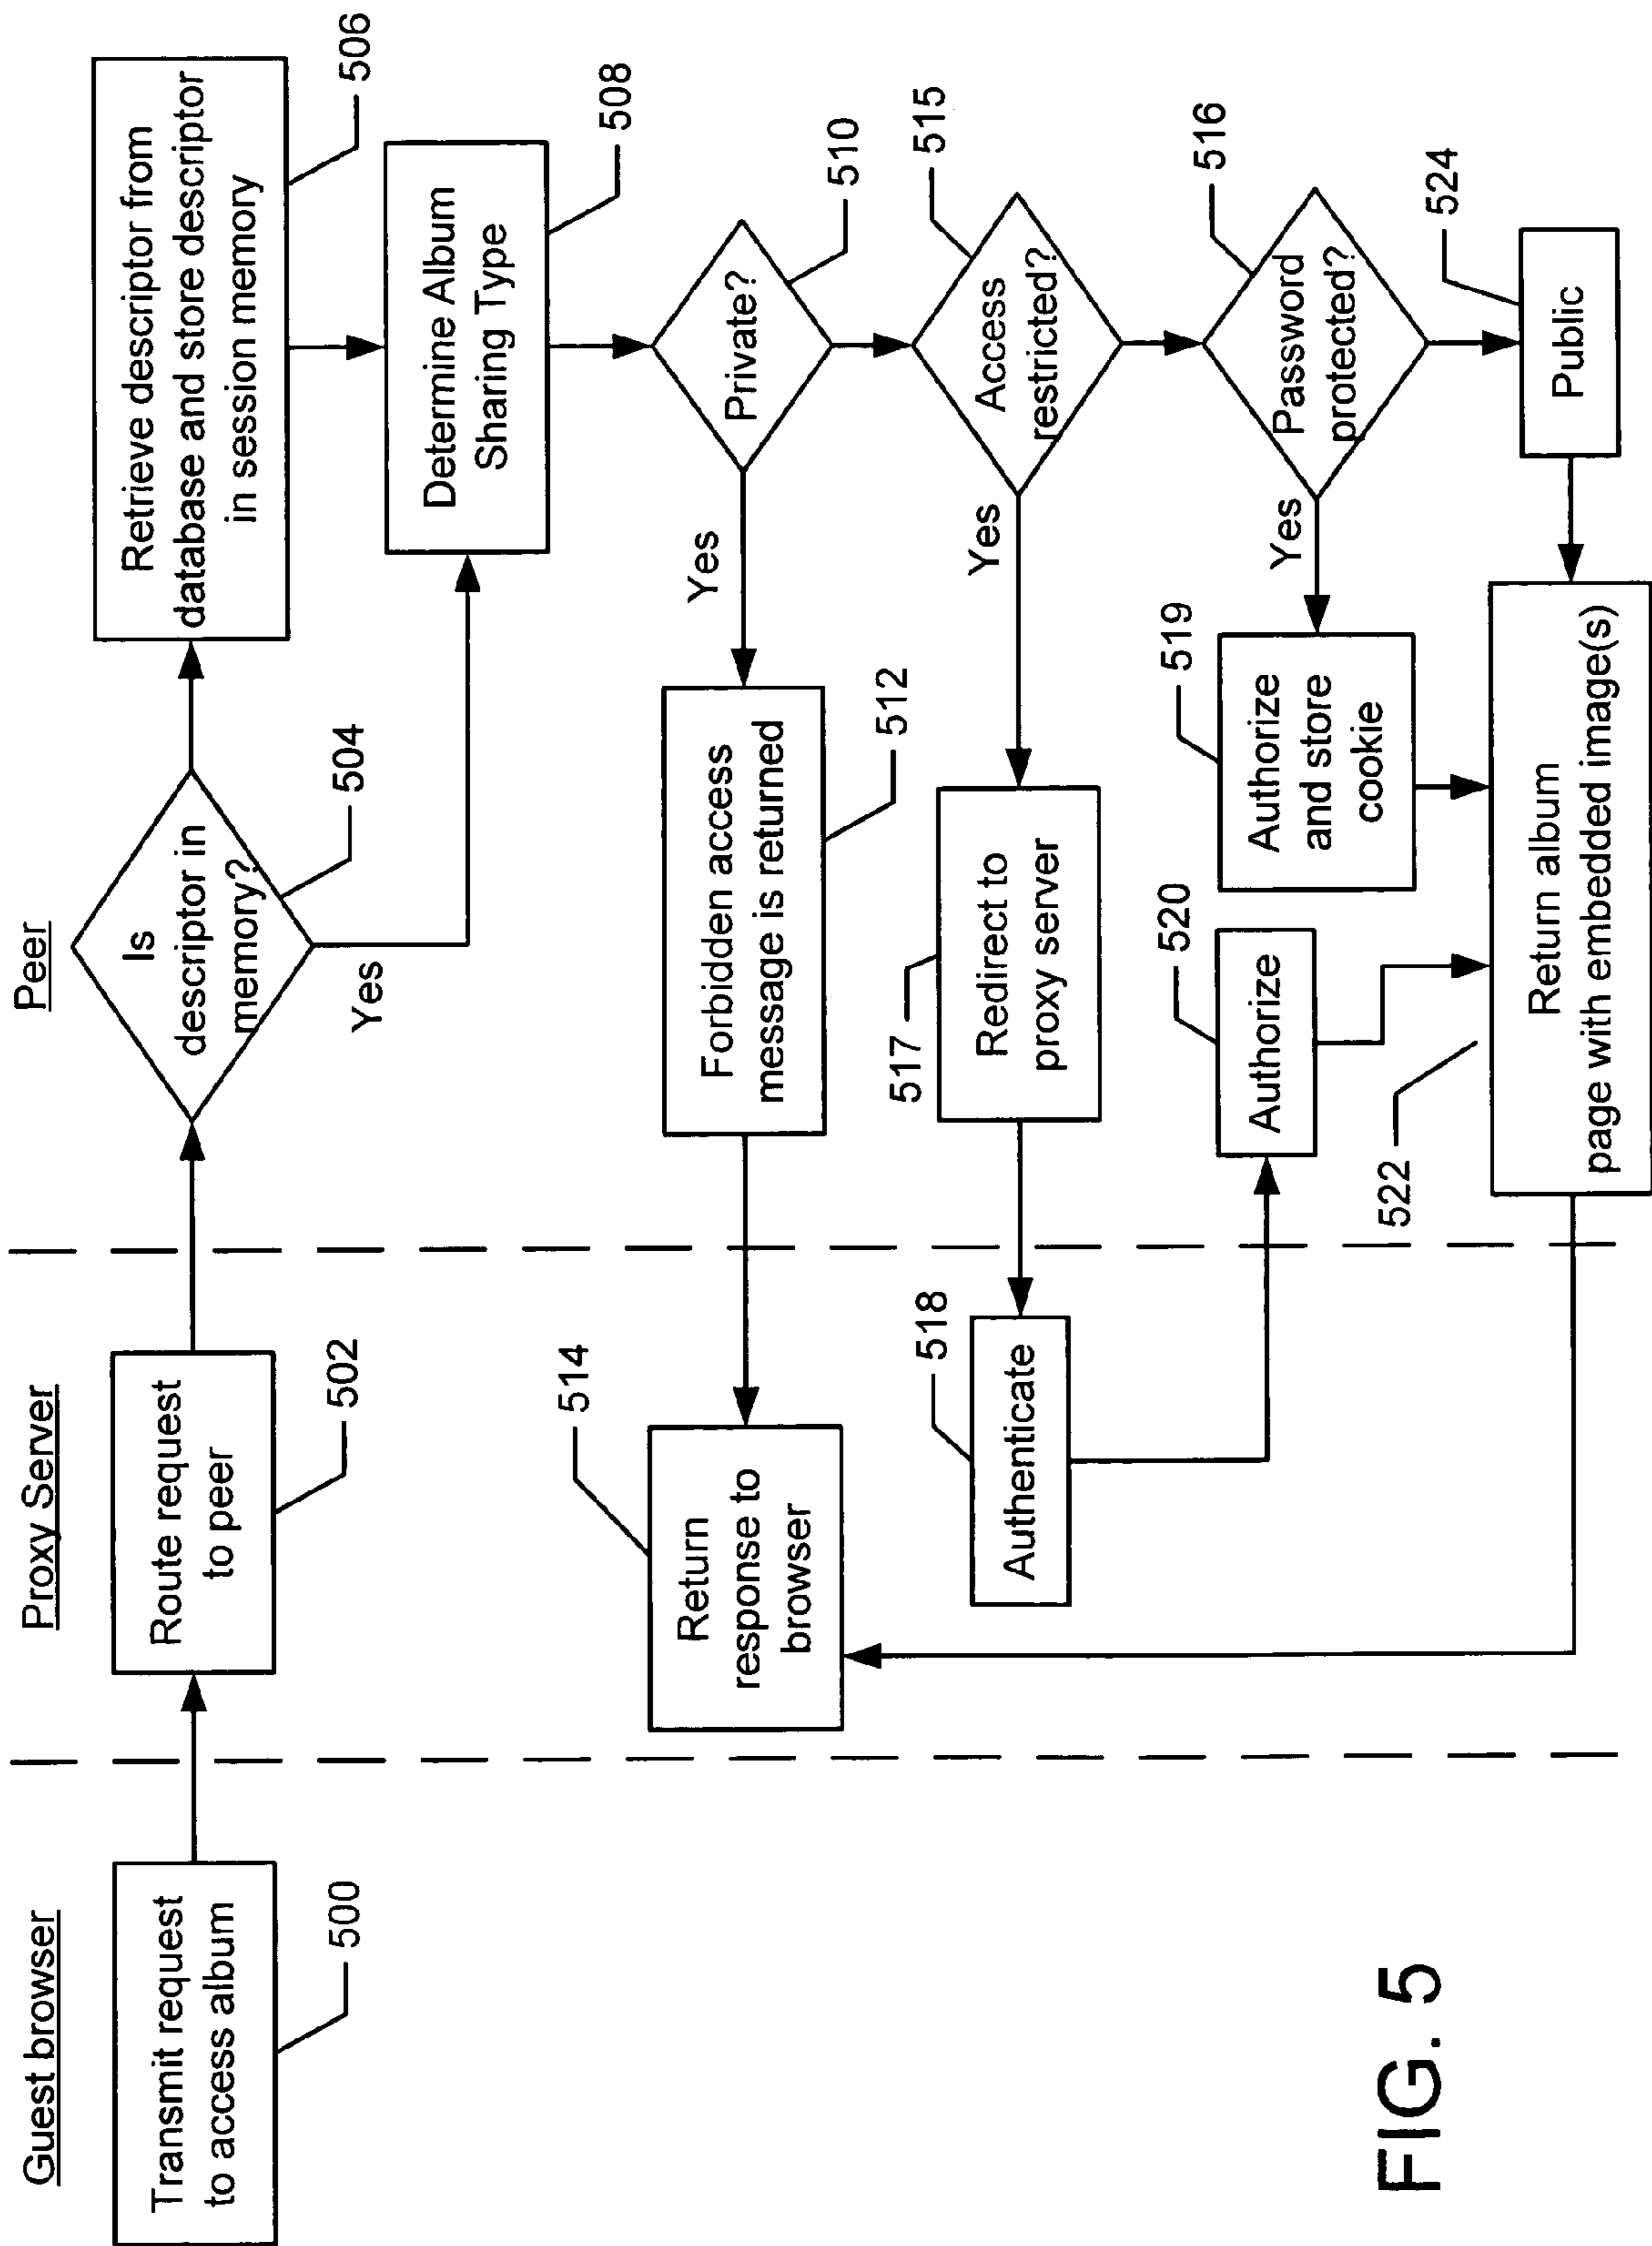 Guest browser
Proxy Server
Peer
Transmit request
to access album
500
Route request
to peer
502
Is
descriptor in
memory?
504
Yes
Retrieve descriptor from
database and store descriptor
in session memory
506
Determine Album
Sharing Type
508
Private?
510
Yes
Forbidden access
message is returned
512
Return
response to
browser
514
Access
restricted?
515
Yes
Redirect to
proxy server
517
Authenticate
518
Authorize
520
Password
protected?
516
Yes
Authorize
and store
cookie
519
Public
524
Return album
page with embedded image(s)
522
FIG. 5